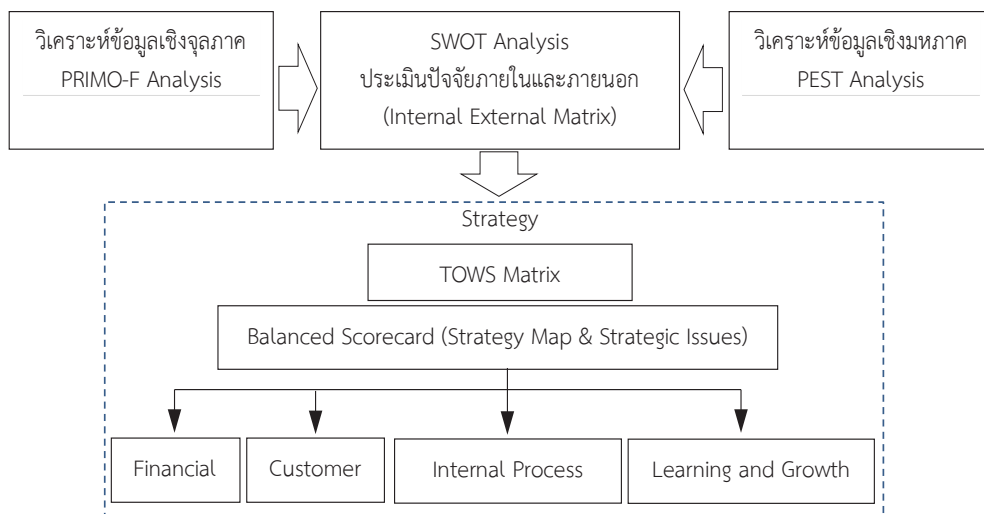 วิเคราะห์ข้อมูลเชิงจุลภาค
PRIMO-F Analysis
SWOT Analysis
ประเมินปัจจัยภายในและภายนอก
(Internal External Matrix)
วิเคราะห์ข้อมูลเชิงมหภาค
PEST Analysis
Strategy
TOWS Matrix
Balanced Scorecard (Strategy Map & Strategic Issues)
Financial
Customer
Internal Process
Learning and Growth